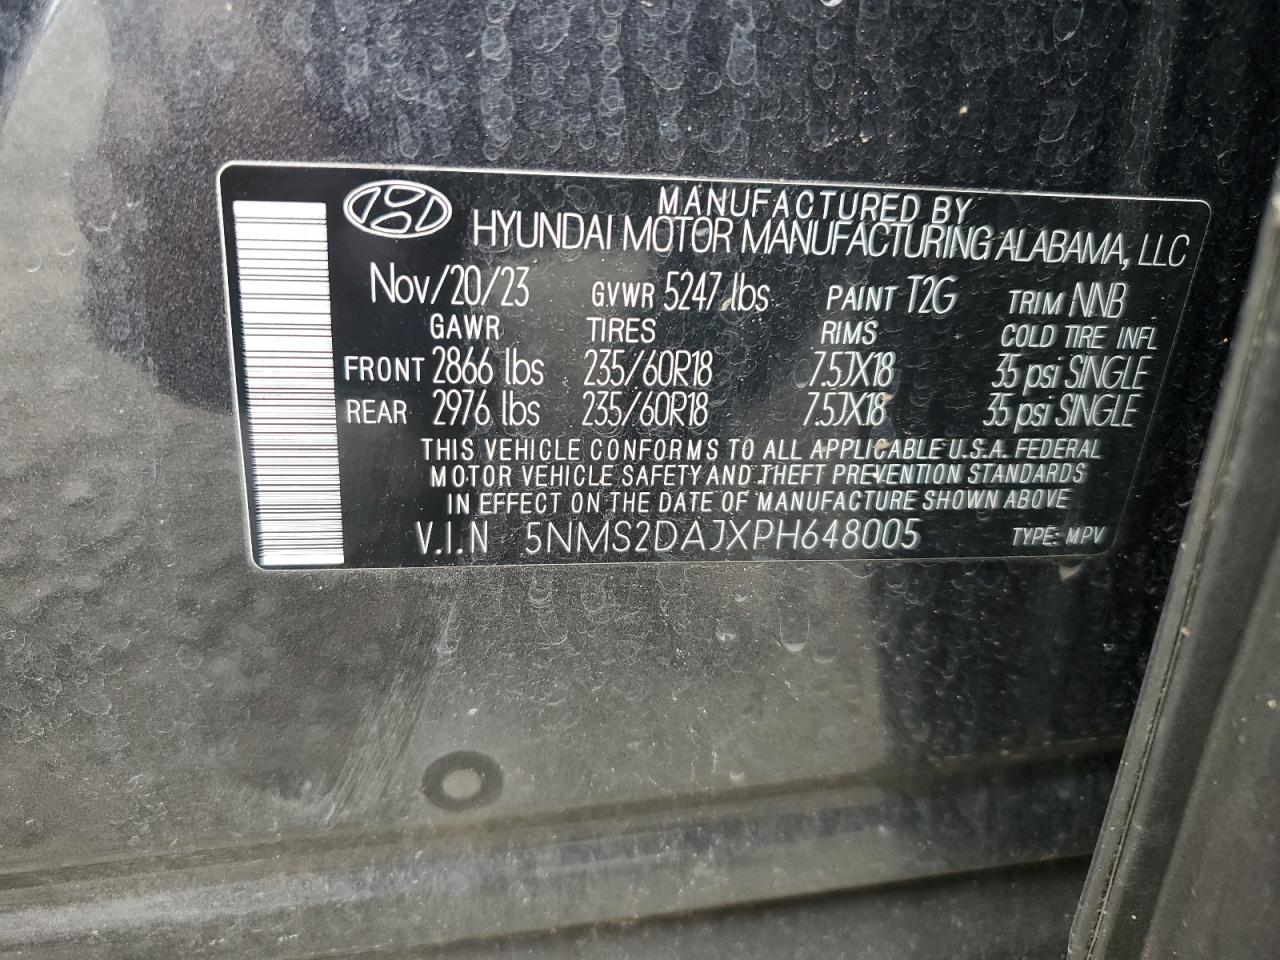 MANUFACTURED BY
HYUNDAI MOTOR MANUFACTURING ALABAMA, LLC
Nov/20/23 GVWR 5247 lbs PAINT T2G TRIM NNB
GAWR TIRES RIMS COLD TIRE INFL
FRONT 2866 lbs 235/60R18 7.5JX18 35 psi SINGLE
REAR 2976 lbs 235/60R18 7.5JX18 35 psi SINGLE
THIS VEHICLE CONFORMS TO ALL APPLICABLE U.S.A. FEDERAL
MOTOR VEHICLE SAFETY AND THEFT PREVENTION STANDARDS
IN EFFECT ON THE DATE OF MANUFACTURE SHOWN ABOVE
V.I.N 5NMS2DAJXPH648005 TYPE: MPV